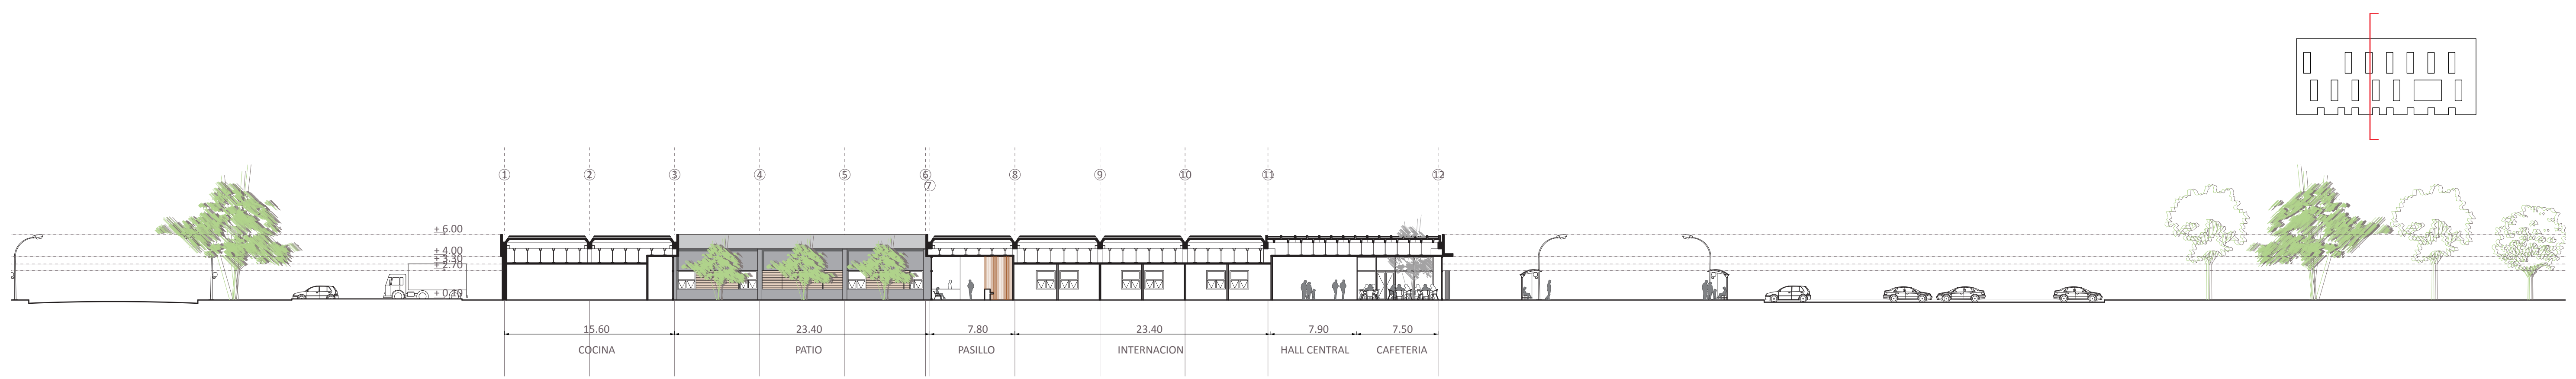 1 2 3 4 5 6 8 9 10 11 12
7
+ 6.00
+ 4.00
+ 3.30
+ 2.70
+ 0.10
15.60 23.40 7.80 23.40 7.90 7.50
COCINA PATIO PASILLO INTERNACION HALL CENTRAL CAFETERIA